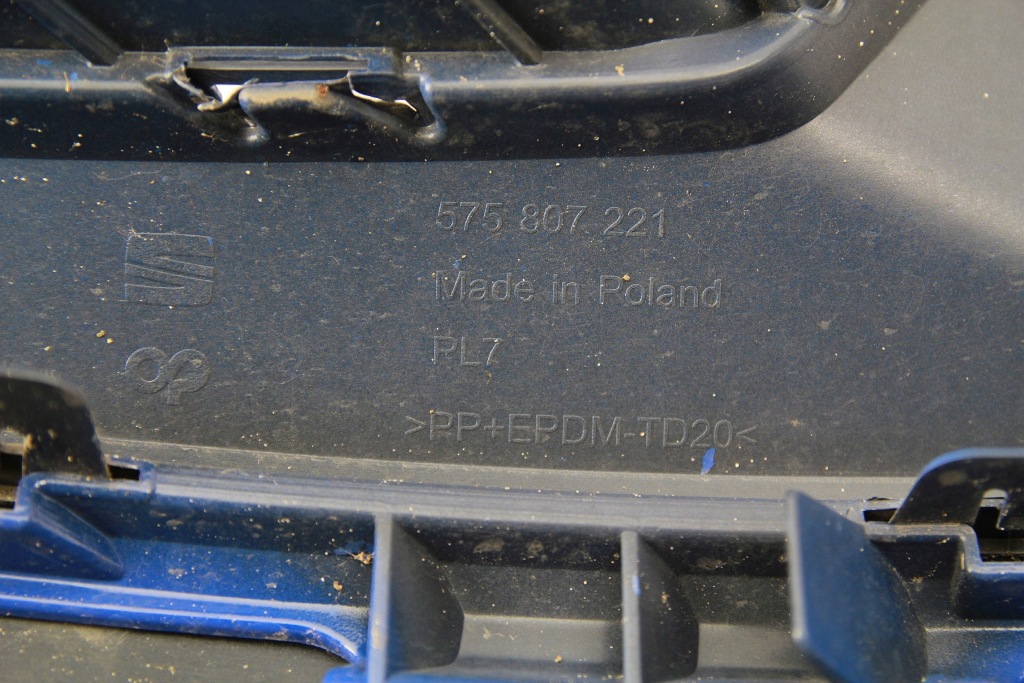 575 807 221
Made in Poland
PL7
>PP+EPDM-TD20<